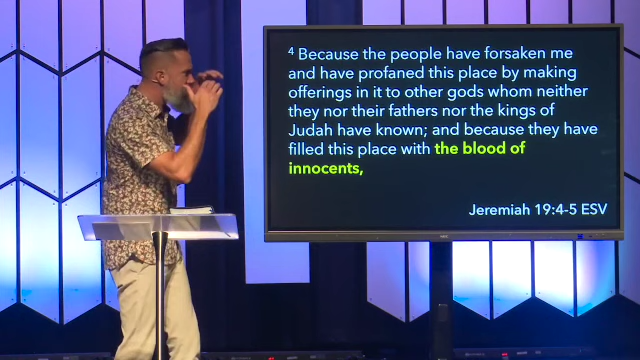 4 Because the people have forsaken me
and have profaned this place by making
offerings in it to other gods whom neither
they nor their fathers nor the kings of
Judah have known; and because they have
filled this place with the blood of
innocents,
Jeremiah 19:4-5 ESV